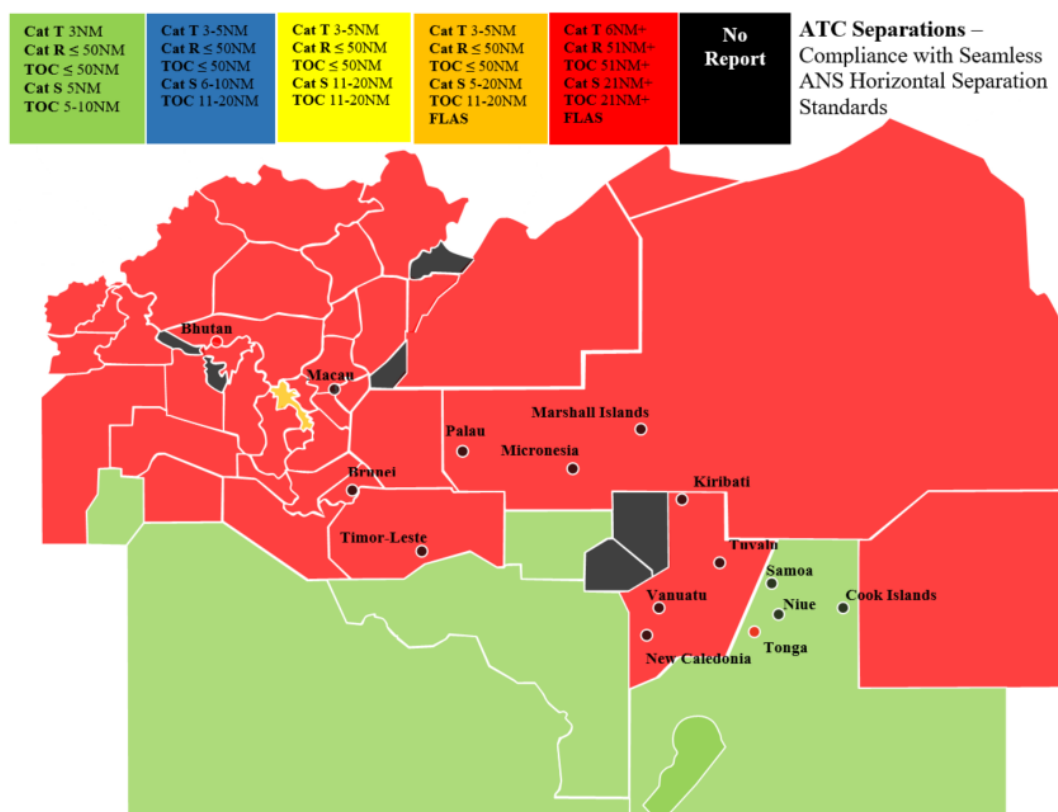 Cat T 3NM
Cat R ≤ 50NM
TOC ≤ 50NM
Cat S 5NM
TOC 5-10NM
Cat T 3-5NM
Cat R ≤ 50NM
TOC ≤ 50NM
Cat S 6-10NM
TOC 11-20NM
Cat T 3-5NM
Cat R ≤ 50NM
TOC ≤ 50NM
Cat S 11-20NM
TOC 11-20NM
Cat T 3-5NM
Cat R ≤ 50NM
TOC ≤ 50NM
Cat S 5-20NM
TOC 11-20NM
FLAS
Cat T 6NM+
Cat R 51NM+
TOC 51NM+
Cat S 21NM+
TOC 21NM+
FLAS
No
Report
ATC Separations –
Compliance with Seamless
ANS Horizontal Separation
Standards
Bhutan
Macau
Marshall Islands
Palau
Micronesia
Brunei
Kiribati
Timor-Leste
Tuvalu
Samoa
Vanuatu
Niue
Cook Islands
New Caledonia
Tonga